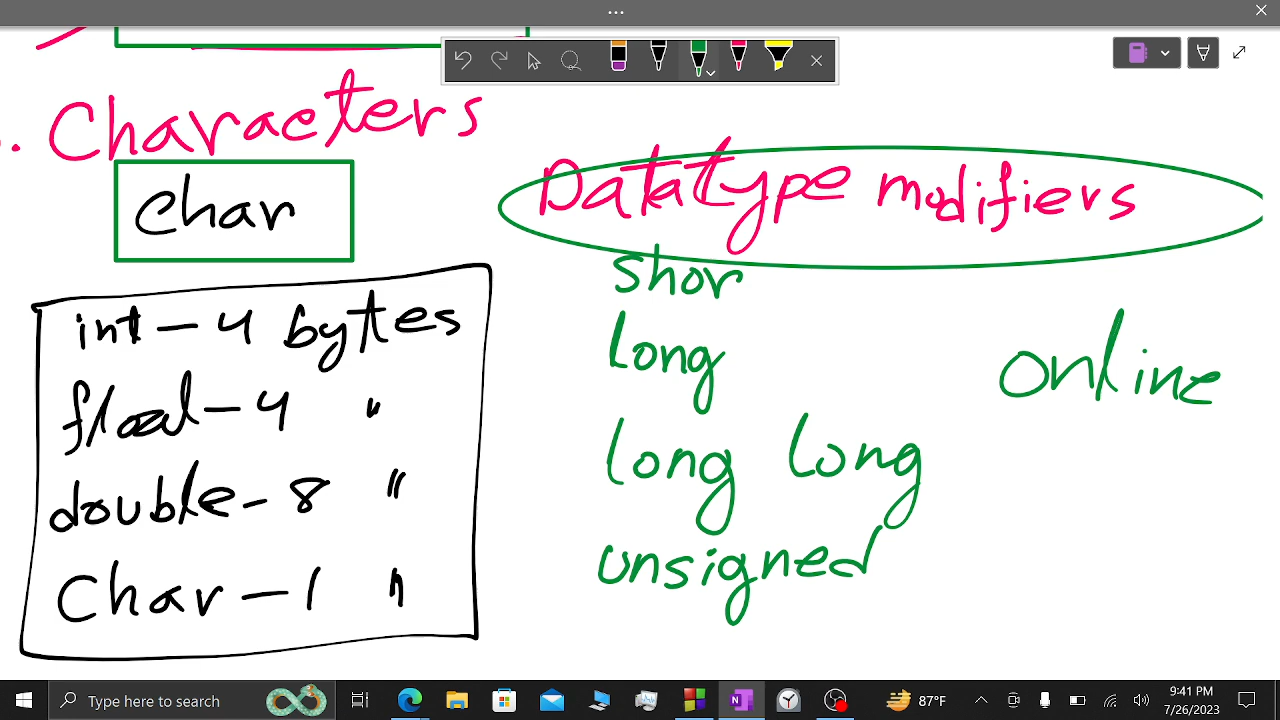 Characters
char
int - 4 bytes
float - 4 "
double - 8 "
Char - 1 "
Datatype modifiers
shor
long
long long
unsigned
online
Type here to search
87°F
9:41 PM
7/26/2023